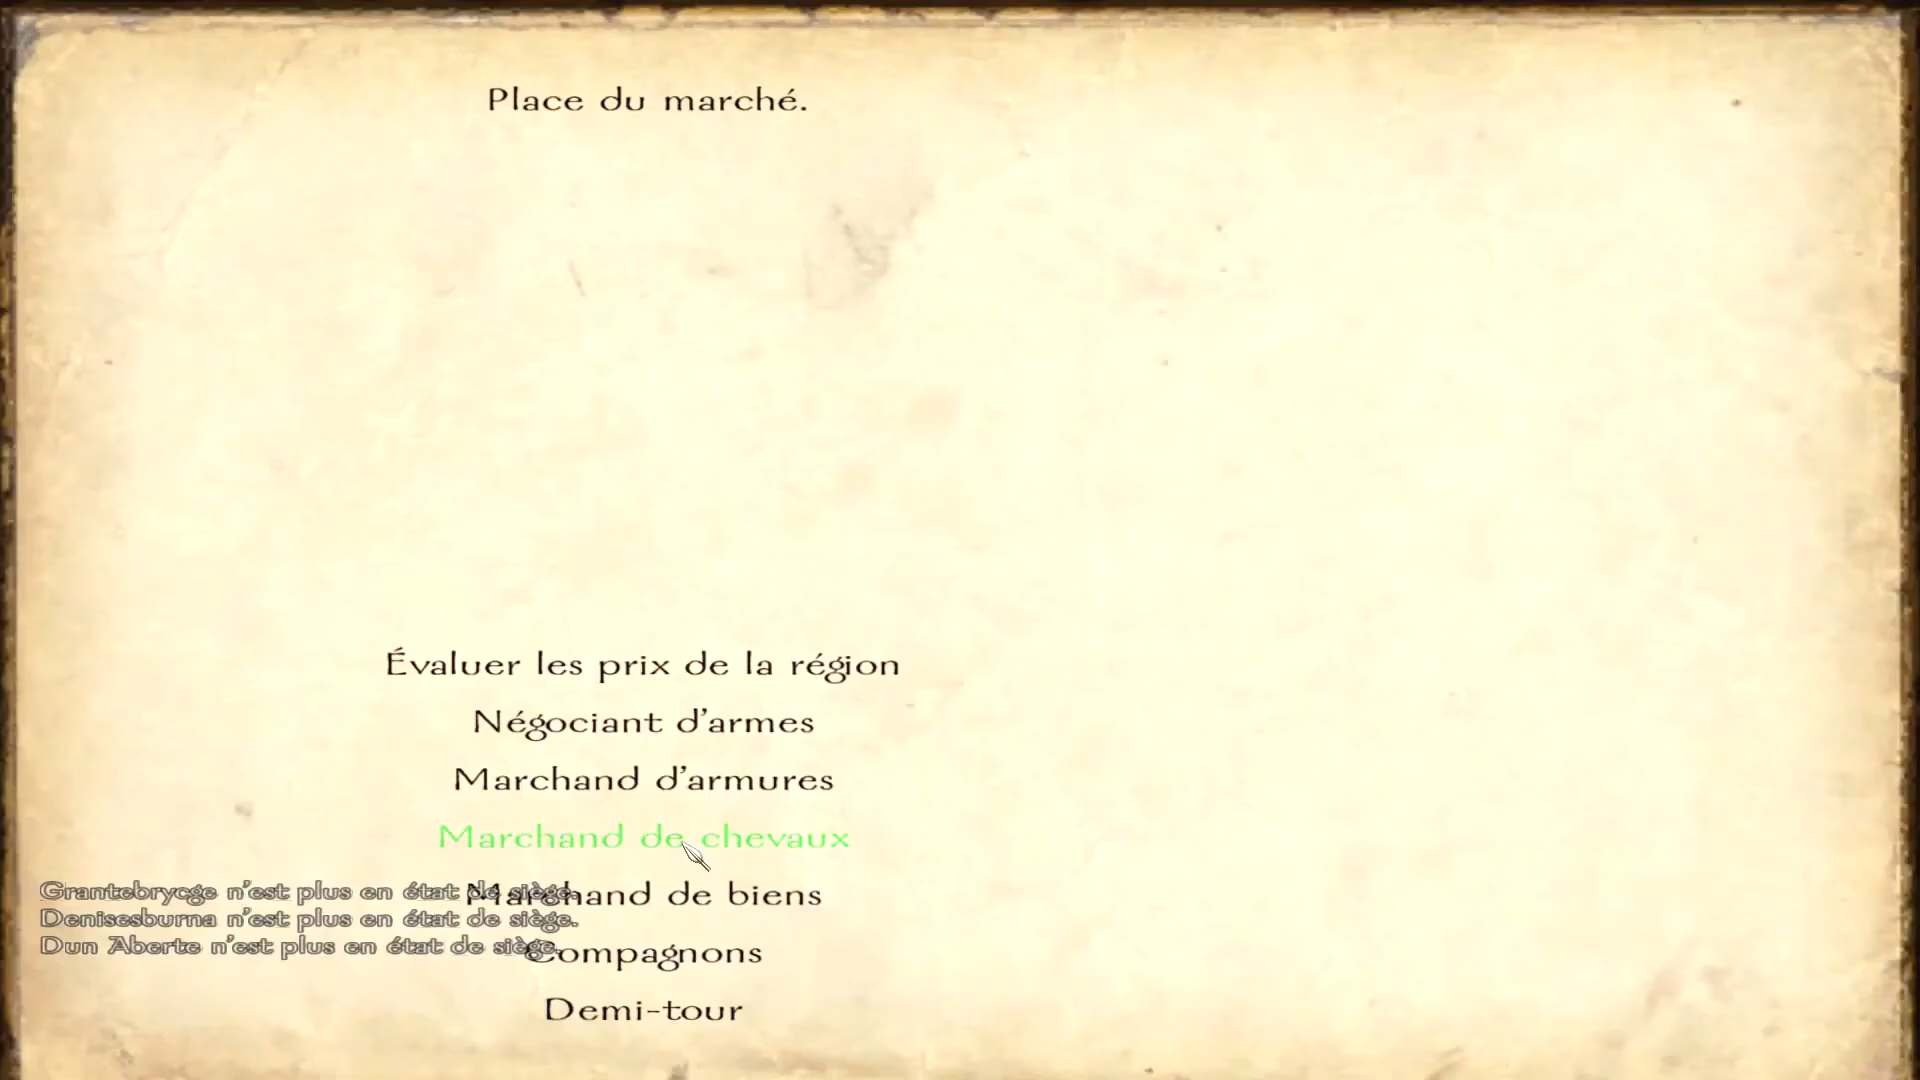 Place du marché.
Évaluer les prix de la région
Négociant d'armes
Marchand d'armures
Marchand de chevaux
Marchand de biens
Compagnons
Demi-tour
Grantebrycge n'est plus en état de siège.
Denisesburna n'est plus en état de siège.
Dun Aberte n'est plus en état de siège.